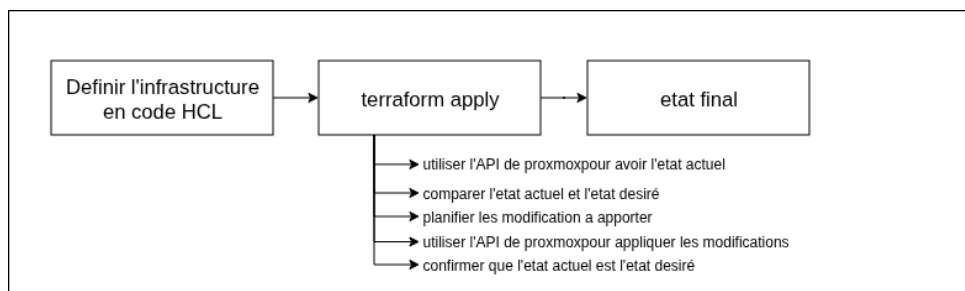 Definir l'infrastructure
en code HCL
terraform apply
etat final
utiliser l'API de proxmoxpour avoir l'etat actuel
comparer l'etat actuel et l'etat desiré
planifier les modification a apporter
utiliser l'API de proxmoxpour appliquer les modifications
confirmer que l'etat actuel est l'etat desiré